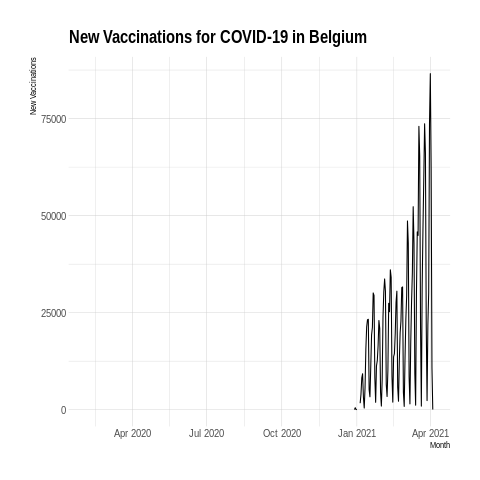 New Vaccinations for COVID-19 in Belgium
New Vaccinations
75000
50000
25000
0
Apr 2020 Jul 2020 Oct 2020 Jan 2021 Apr 2021
Month